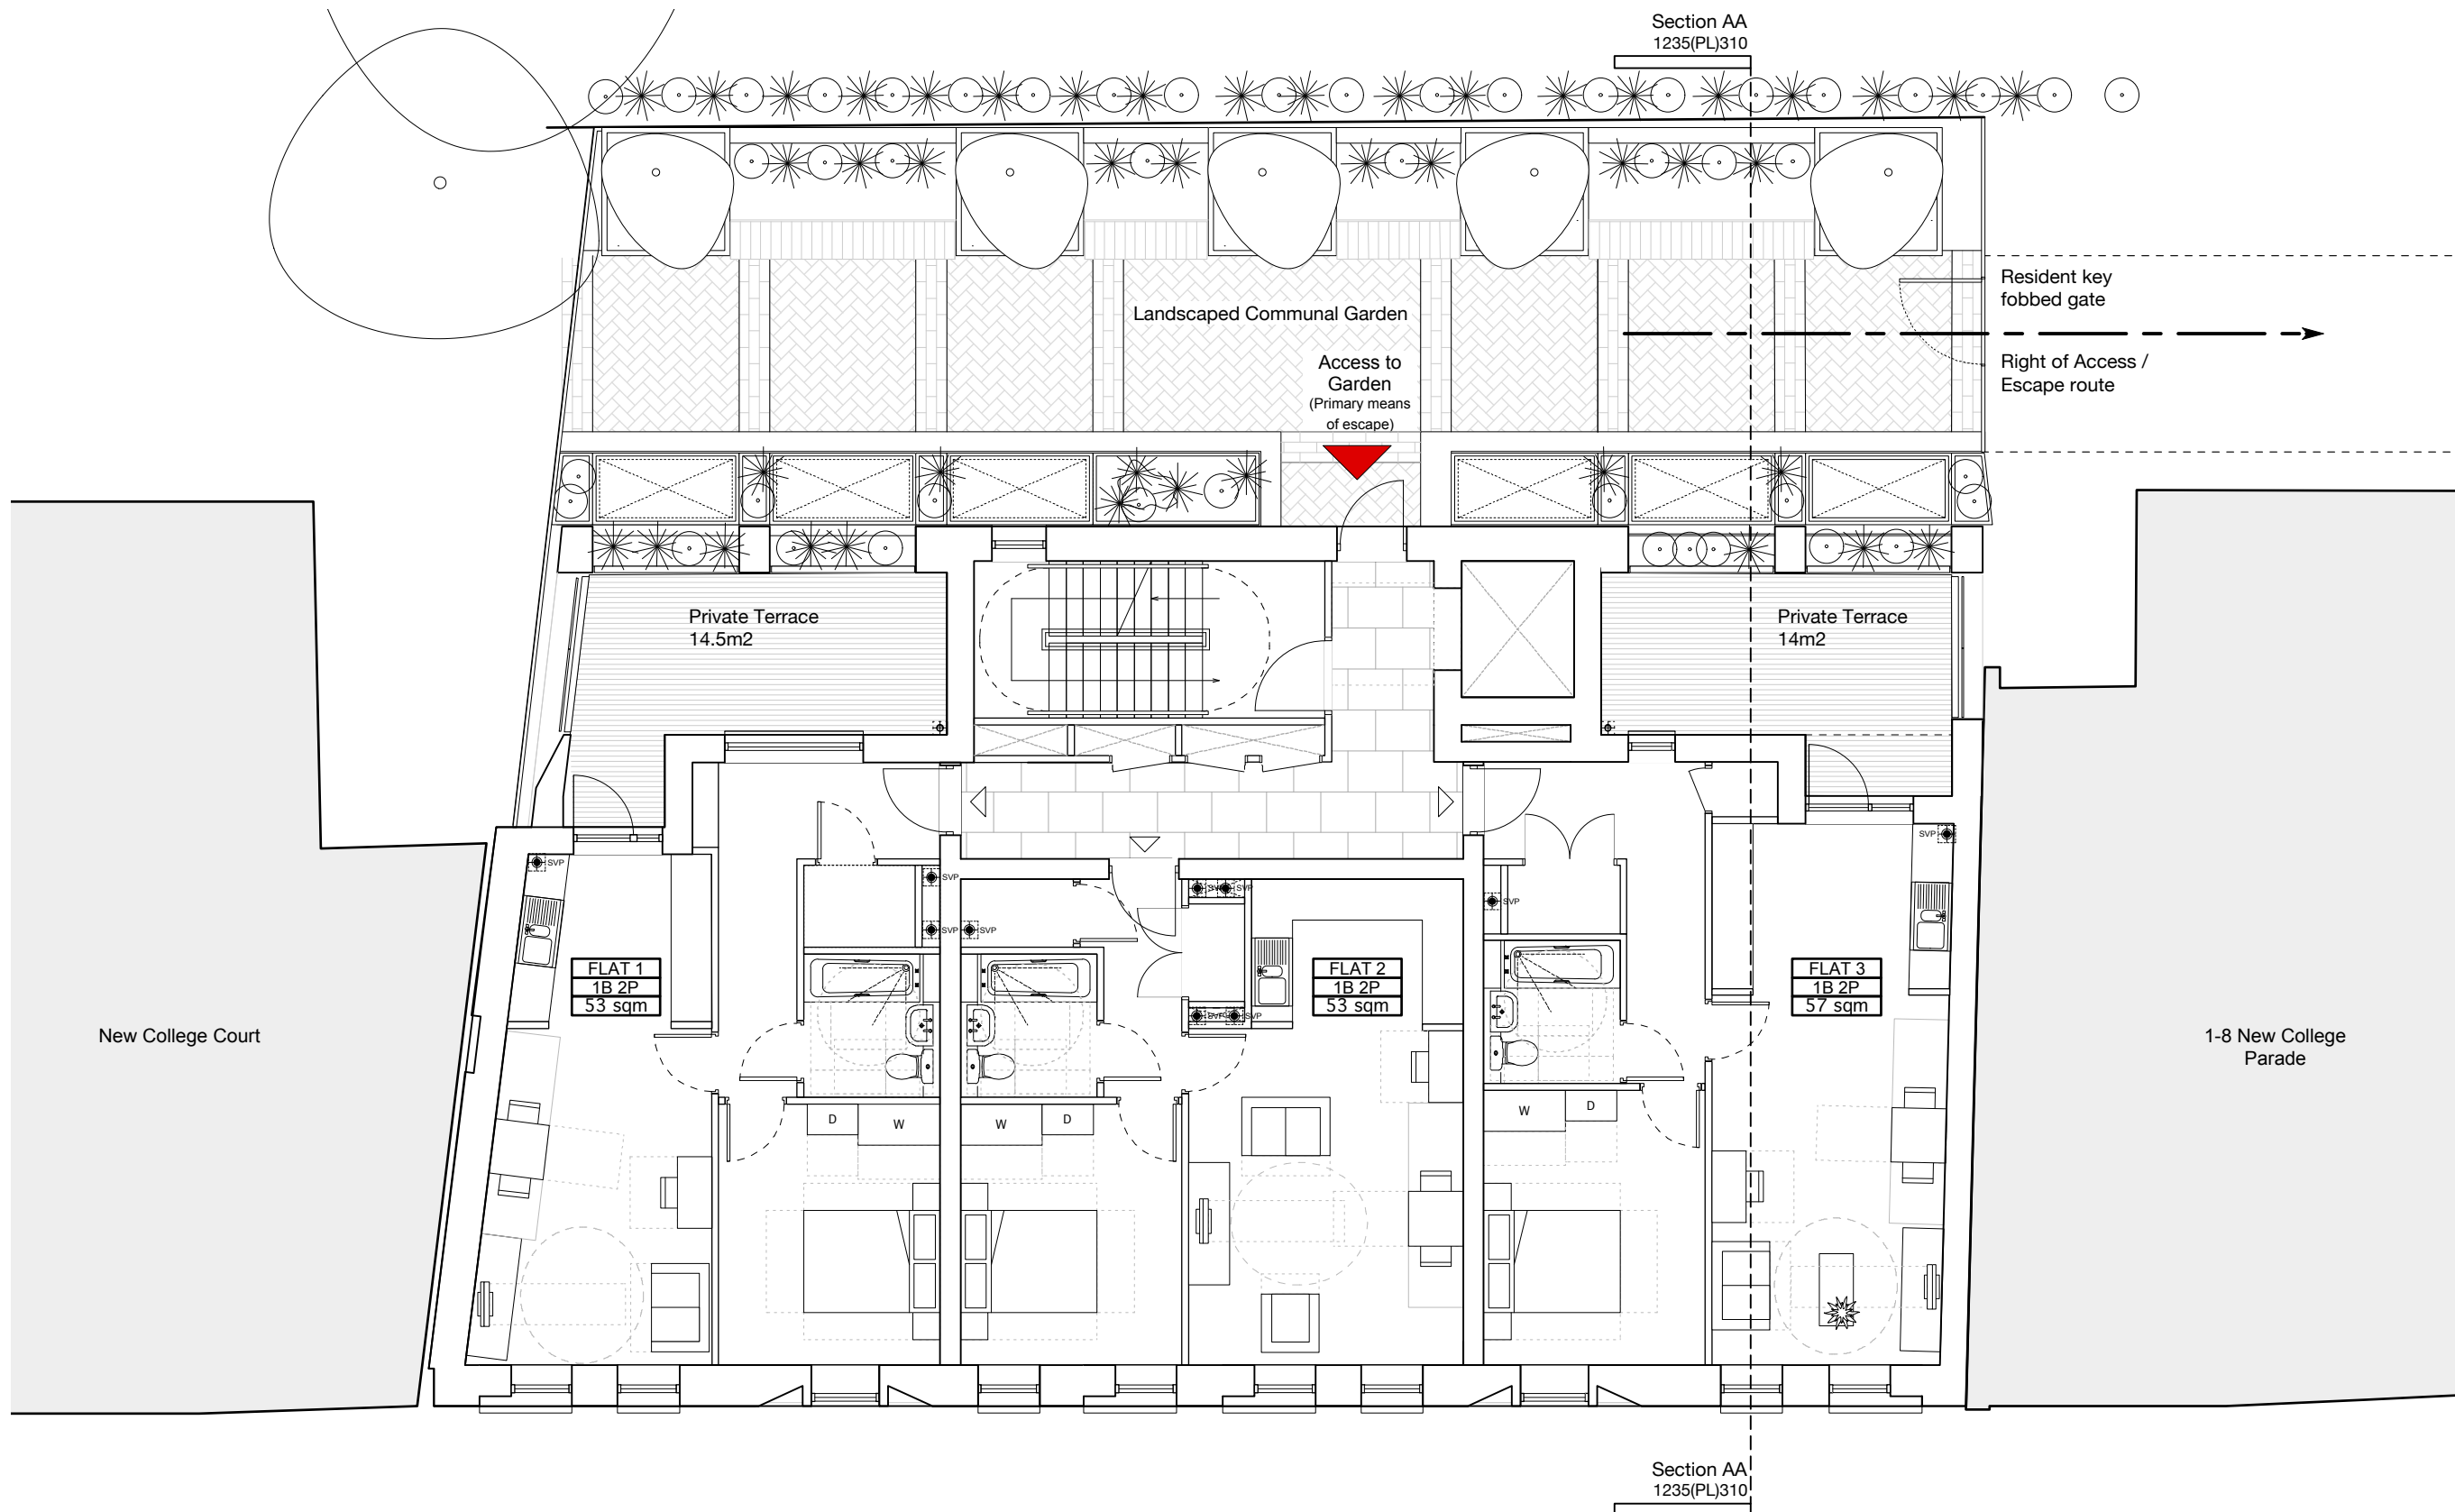 Section AA
1235(PL)310
Resident key
fobbed gate
Landscaped Communal Garden
Access to
Garden
(Primary means
of escape)
Right of Access /
Escape route
Private Terrace
14.5m2
Private Terrace
14m2
SVP
SVP
SVP
SVP
SVP
SVP
SVP
SVP
FLAT 1
1B 2P
53 sqm
FLAT 2
1B 2P
53 sqm
FLAT 3
1B 2P
57 sqm
SVP
SVP
New College Court
1-8 New College
Parade
D
W
W
D
W
D
Section AA
1235(PL)310